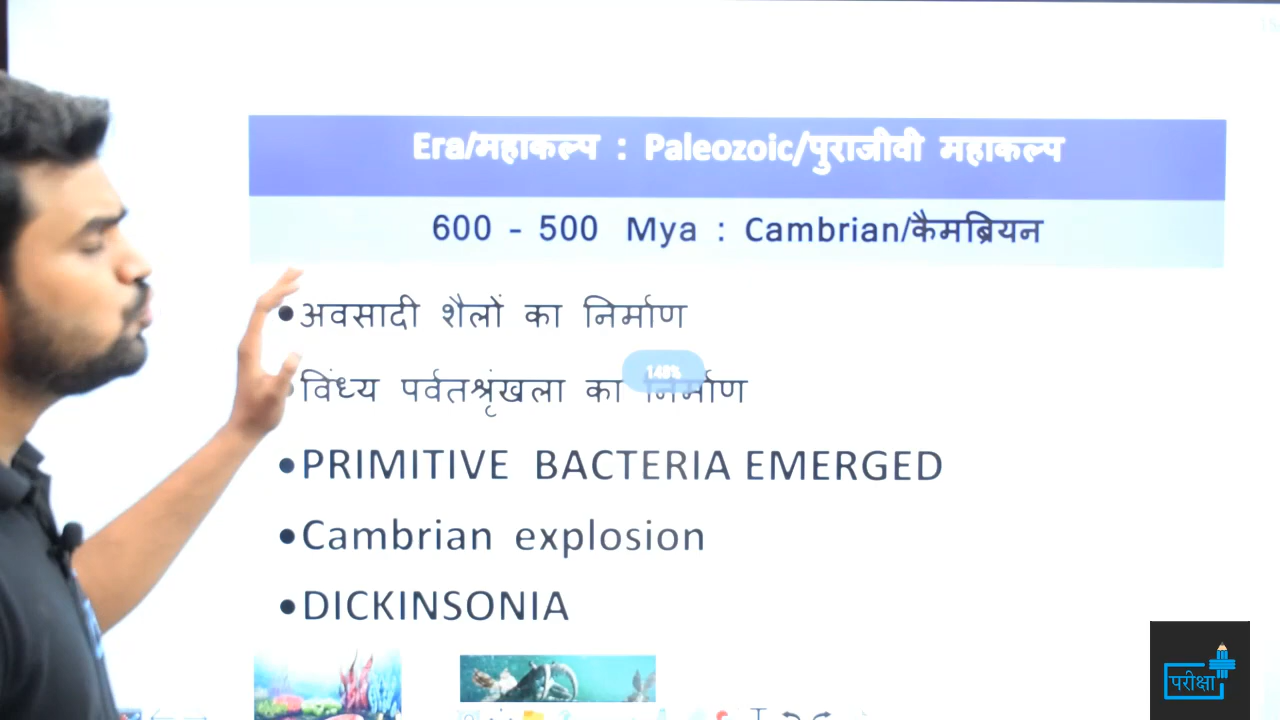 Era/महाकल्प : Paleozoic/पुराजीवी महाकल्प
600 - 500 Mya : Cambrian/कैमब्रियन
•अवसादी शैलों का निर्माण
•विंध्य पर्वतश्रृंखला का निर्माण
148%
•PRIMITIVE BACTERIA EMERGED
•Cambrian explosion
•DICKINSONIA
परीक्षा